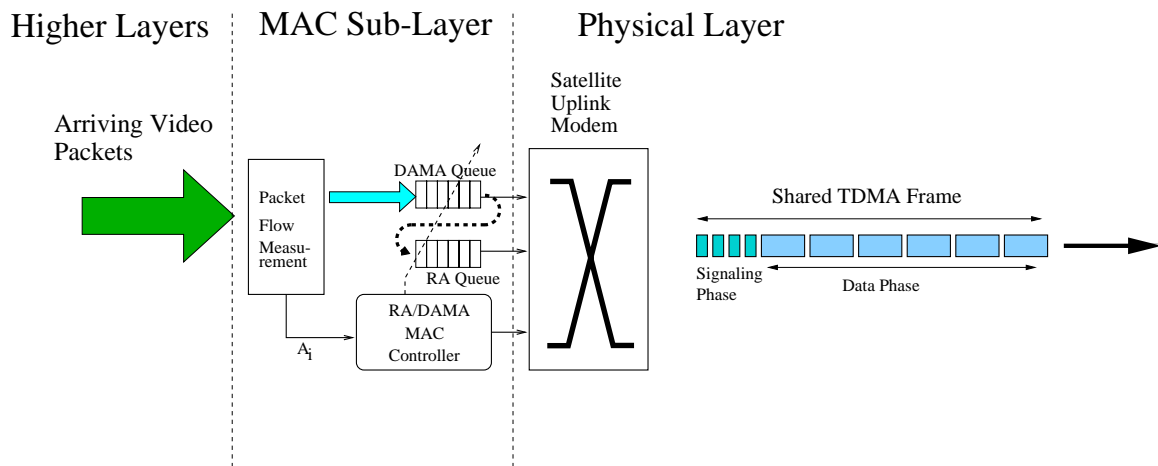 Higher Layers
MAC Sub-Layer
Physical Layer
Arriving Video
Packets
Satellite
Uplink
Modem
Packet
Flow
Measu-
rement
DAMA Queue
RA Queue
RA/DAMA
MAC
Controller
Ai
Shared TDMA Frame
Signaling
Phase
Data Phase